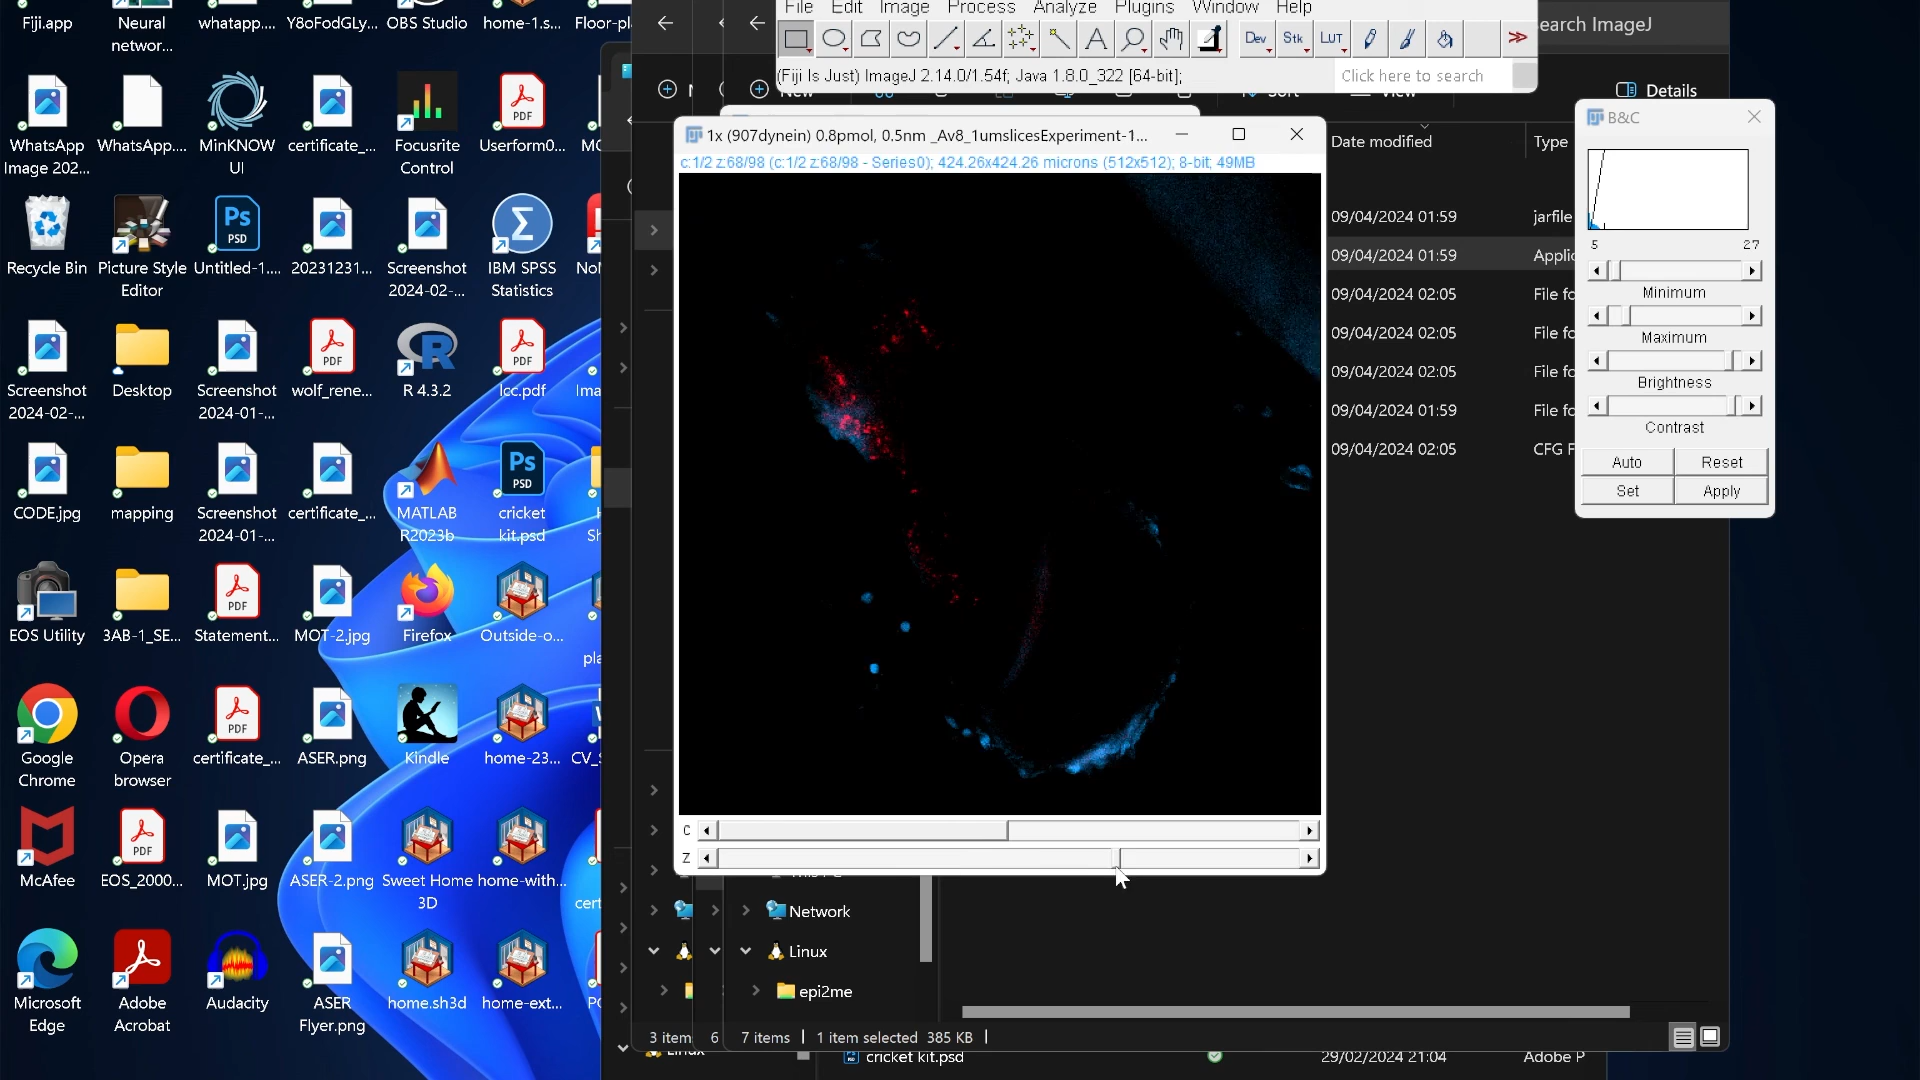 File Edit Image Process Analyze Plugins Window Help
Dev Stk LUT
(Fiji Is Just) ImageJ 2.14.0/1.54f; Java 1.8.0_322 [64-bit];
Click here to search
earch ImageJ
Details
Date modified
Type
09/04/2024 01:59 jarfile
09/04/2024 01:59 Applic
09/04/2024 02:05 File fo
09/04/2024 02:05 File fo
09/04/2024 02:05 File fo
09/04/2024 01:59 File fo
09/04/2024 02:05 CFG F
1x (907dynein) 0.8pmol, 0.5nm _Av8_1umslicesExperiment-1...
c:1/2 z:68/98 (c:1/2 z:68/98 - Series0); 424.26x424.26 microns (512x512); 8-bit; 49MB
C
Z
B&C
5 27
Minimum
Maximum
Brightness
Contrast
Auto Reset
Set Apply
Fiji.app
Neural
networ...
whatapp....
Y8oFodGLy...
OBS Studio
home-1.s...
Floor-pl
WhatsApp
Image 202...
WhatsApp....
MinKNOW
UI
certificate_...
Focusrite
Control
Userform0...
Recycle Bin
Picture Style
Editor
Untitled-1....
20231231...
Screenshot
2024-02-...
IBM SPSS
Statistics
Screenshot
2024-02-...
Desktop
Screenshot
2024-01-...
wolf_rene...
R 4.3.2
lcc.pdf
Ima
CODE.jpg
mapping
Screenshot
2024-01-...
certificate_...
MATLAB
R2023b
cricket
kit.psd
EOS Utility
3AB-1_SE...
Statement...
MOT-2.jpg
Firefox
Outside-o...
pla
Google
Chrome
Opera
browser
certificate_...
ASER.png
Kindle
home-23...
CV_S
McAfee
EOS_2000...
MOT.jpg
ASER-2.png
Sweet Home
3D
home-with...
cert
Microsoft
Edge
Adobe
Acrobat
Audacity
ASER
Flyer.png
home.sh3d
home-ext...
Network
Linux
epi2me
3 item
6
7 items
1 item selected 385 KB
cricket kit.psd
29/02/2024 21:04
Adobe P